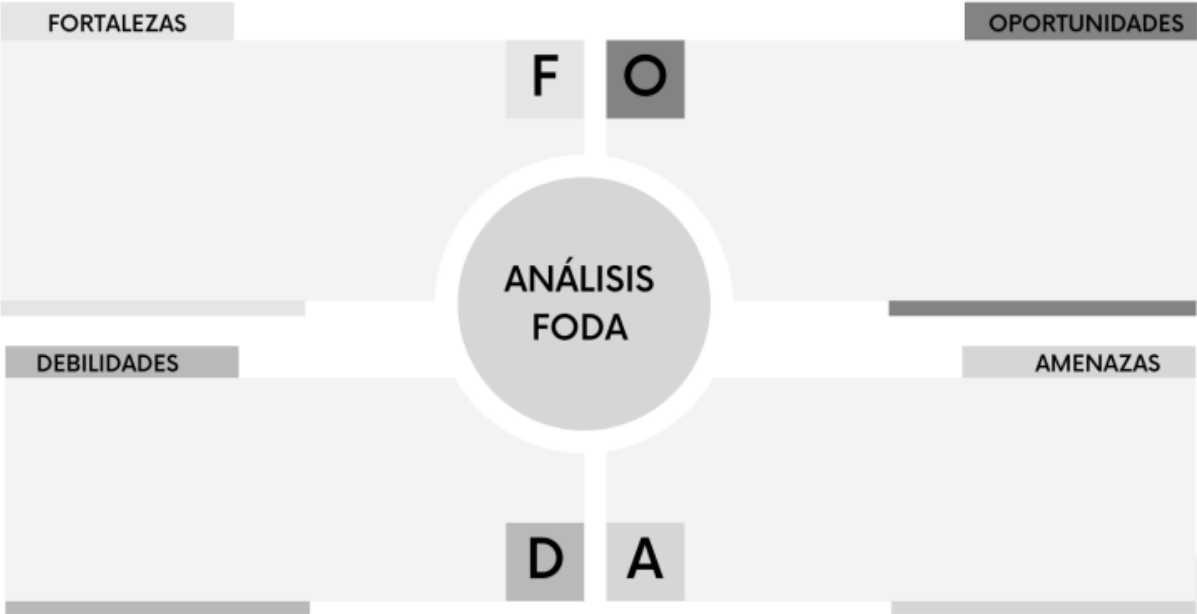 FORTALEZAS
OPORTUNIDADES
F
O
ANÁLISIS
FODA
DEBILIDADES
AMENAZAS
D
A